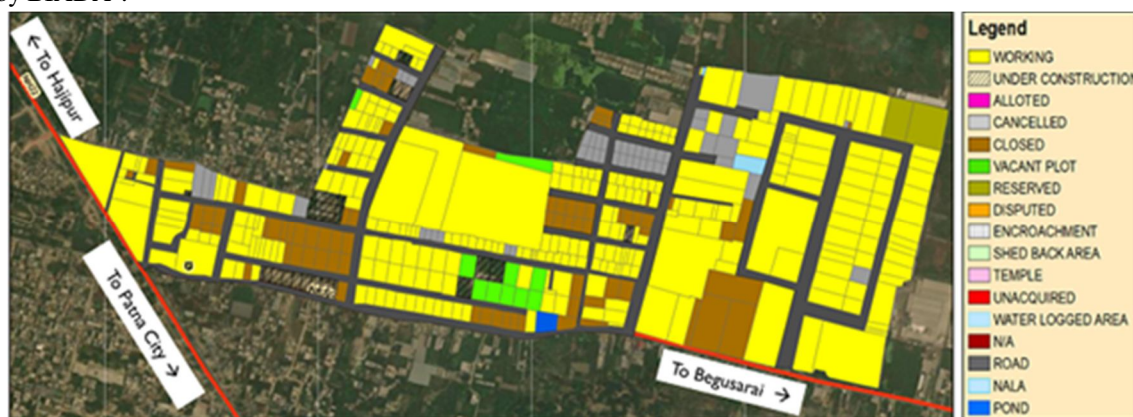 ← To Hajipur
To Patna City →
To Begusarai →
Legend
WORKING
UNDER CONSTRUCTION
ALLOTED
CANCELLED
CLOSED
VACANT PLOT
RESERVED
DISPUTED
ENCROACHMENT
SHED BACK AREA
TEMPLE
UNACQUIRED
WATER LOGGED AREA
N/A
ROAD
NALA
POND